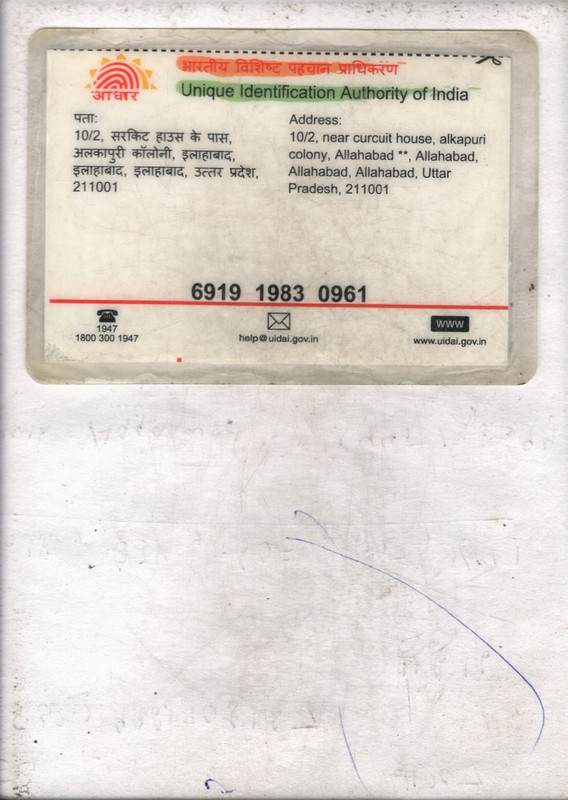 आधार
भारतीय विशिष्ट पहचान प्राधिकरण
Unique Identification Authority of India
पता:
10/2, सरकिट हाउस के पास,
अलकापुरी कॉलोनी, इलाहाबाद,
इलाहाबाद, इलाहाबाद, उत्तर प्रदेश,
211001
Address:
10/2, near curcuit house, alkapuri
colony, Allahabad **, Allahabad,
Allahabad, Allahabad, Uttar
Pradesh, 211001
6919 1983 0961
1947
1800 300 1947
help@uidai.gov.in
www
www.uidai.gov.in